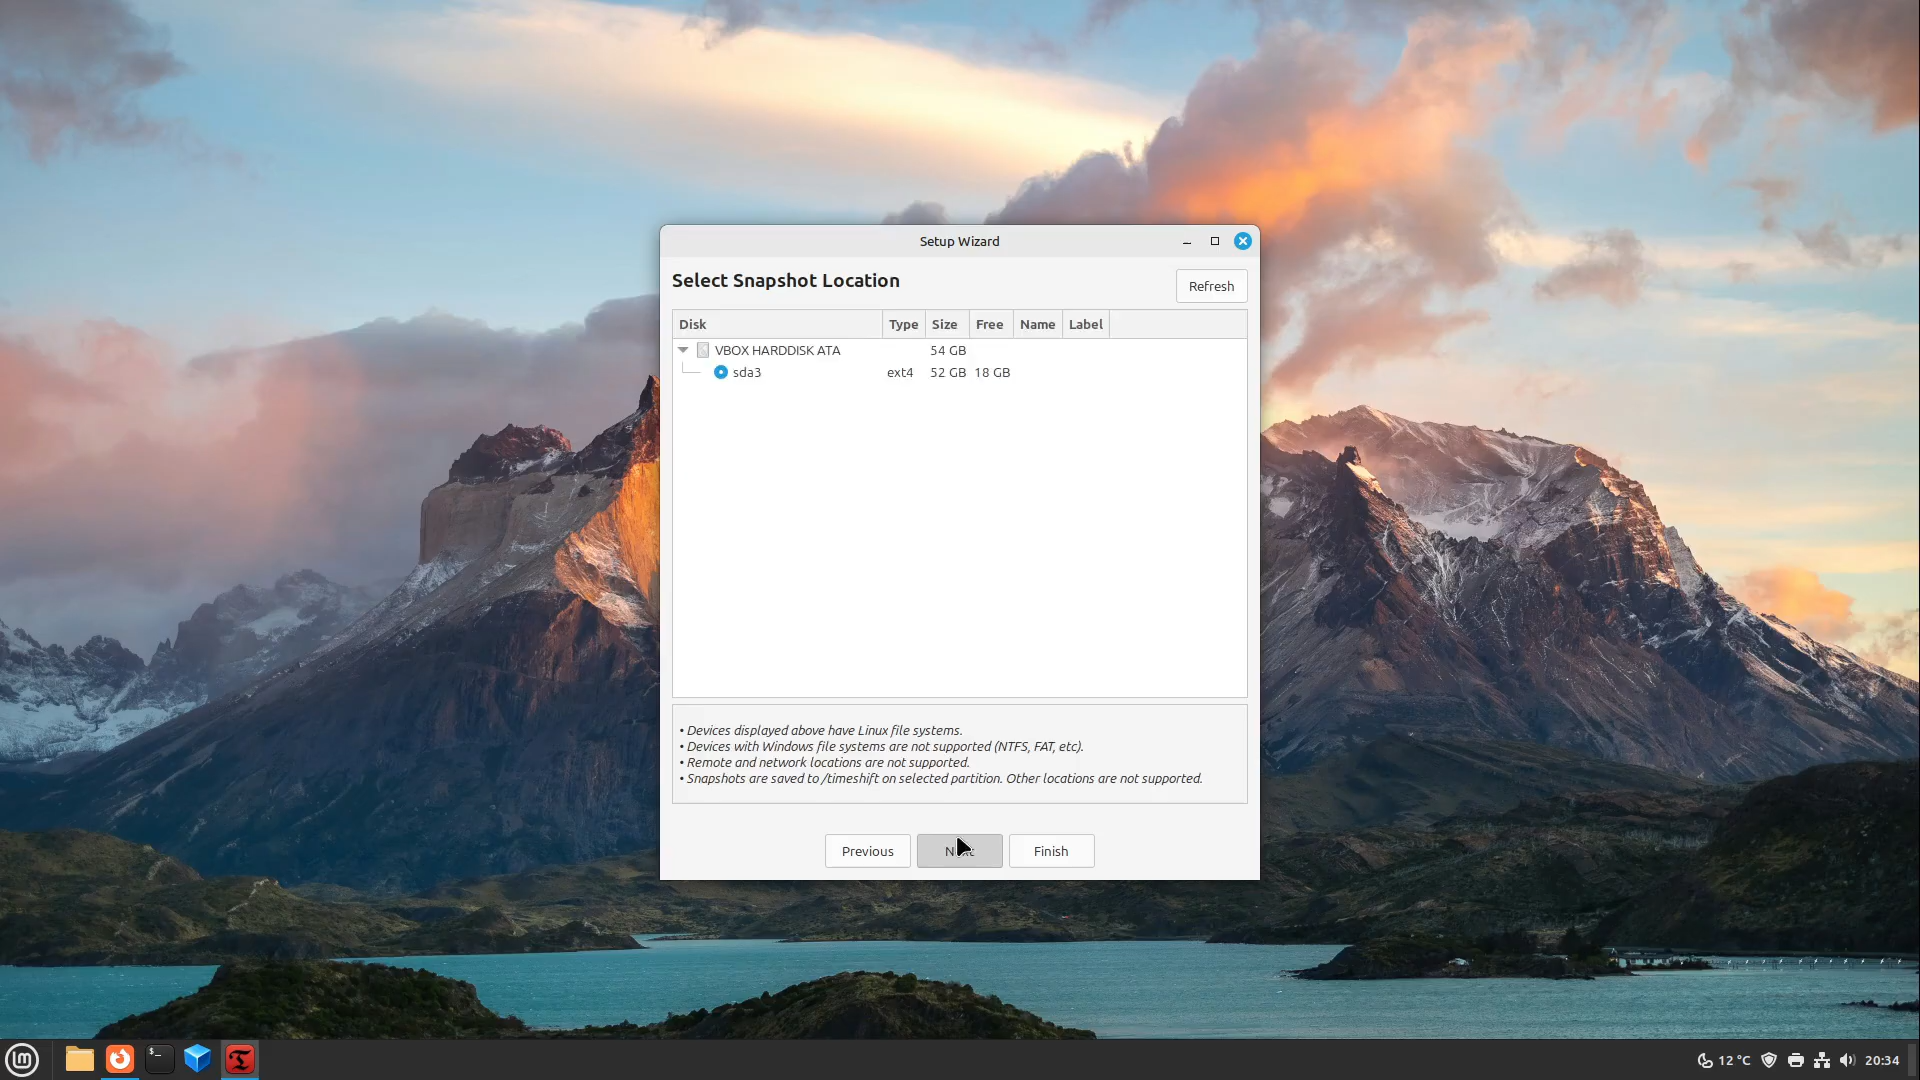 Setup Wizard
Select Snapshot Location
Refresh
Disk Type Size Free Name Label
VBOX HARDDISK ATA 54 GB
sda3 ext4 52 GB 18 GB
• Devices displayed above have Linux file systems.
• Devices with Windows file systems are not supported (NTFS, FAT, etc).
• Remote and network locations are not supported.
• Snapshots are saved to /timeshift on selected partition. Other locations are not supported.
Previous Finish
12 °C 20:34